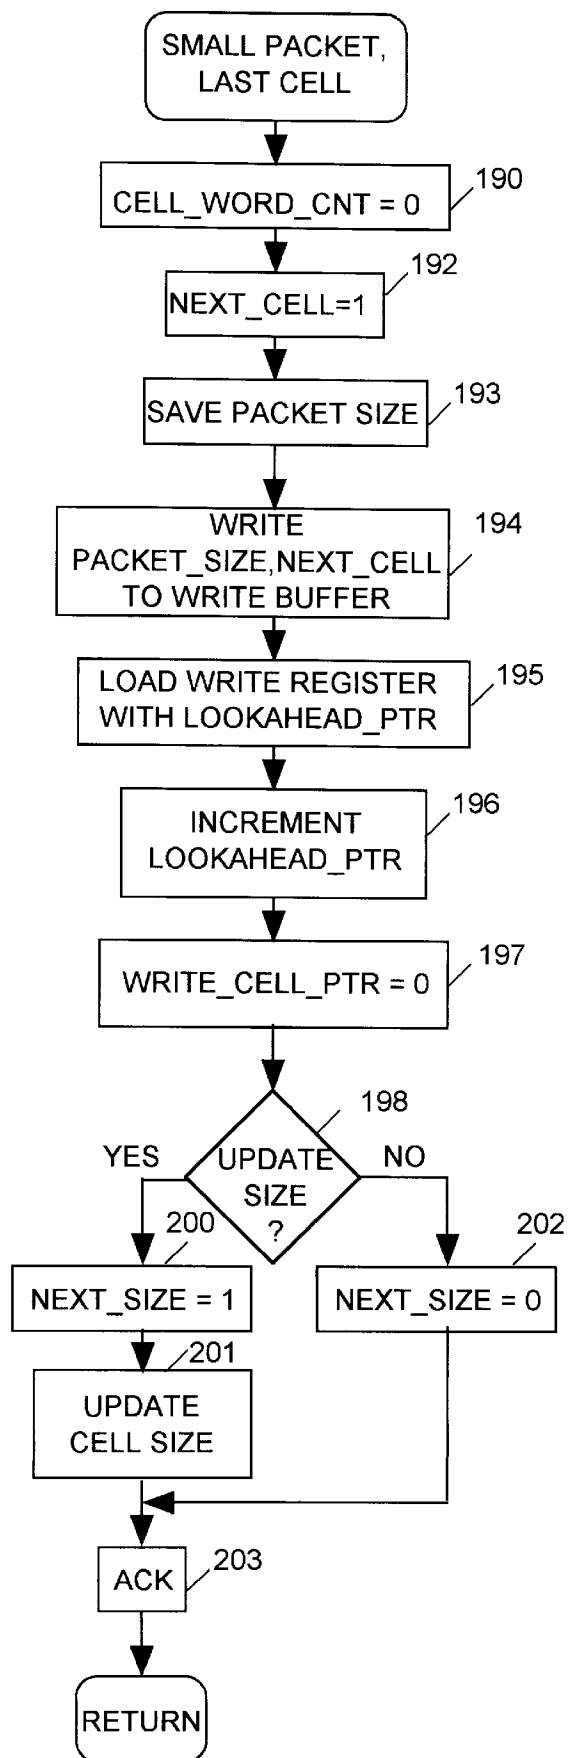 SMALL PACKET,
LAST CELL
190
CELL_WORD_CNT = 0
192
NEXT_CELL=1
193
SAVE PACKET SIZE
194
WRITE
PACKET_SIZE,NEXT_CELL
TO WRITE BUFFER
195
LOAD WRITE REGISTER
WITH LOOKAHEAD_PTR
196
INCREMENT
LOOKAHEAD_PTR
197
WRITE_CELL_PTR = 0
198
YES
UPDATE
SIZE
?
NO
200
NEXT_SIZE = 1
202
NEXT_SIZE = 0
201
UPDATE
CELL SIZE
203
ACK
RETURN